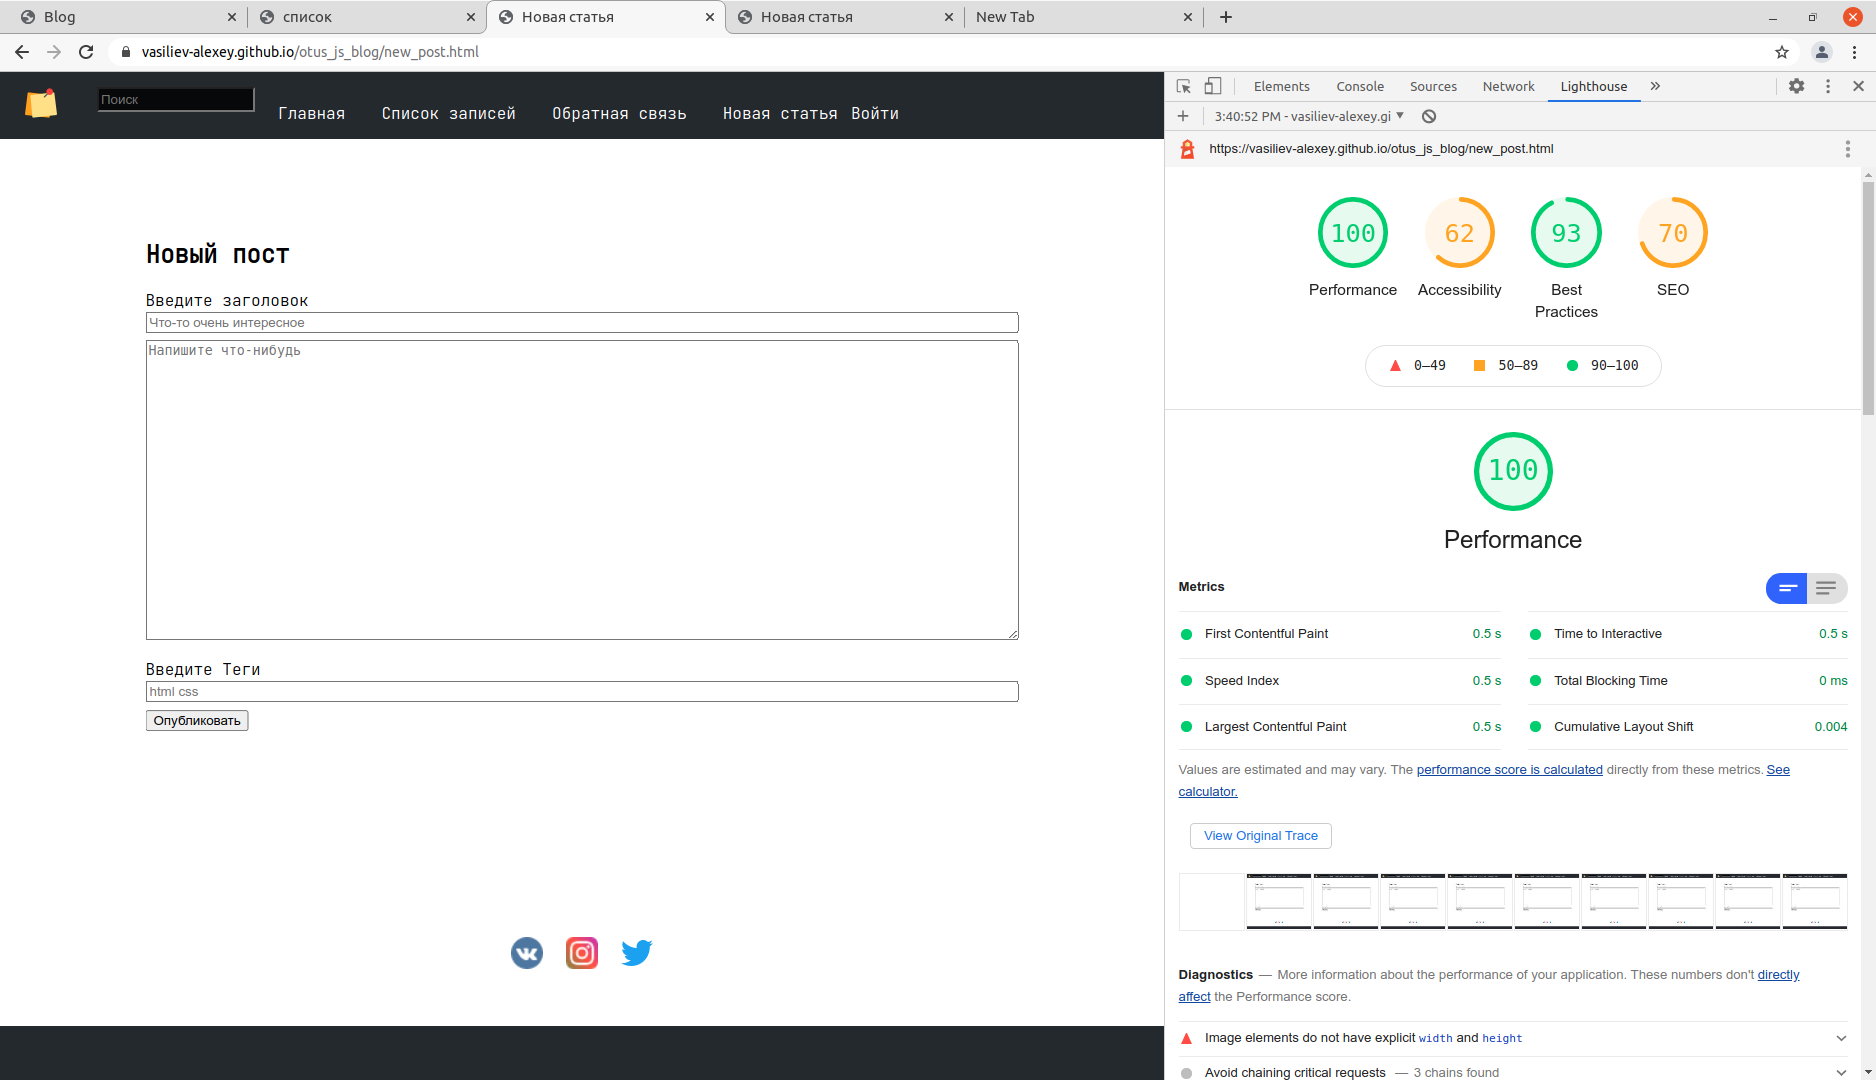 Blog
список
Новая статья
Новая статья
New Tab
vasiliev-alexey.github.io/otus_js_blog/new_post.html
Поиск
Главная
Список записей
Обратная связь
Новая статья
Войти
Новый пост
Введите заголовок
Что-то очень интересное
Напишите что-нибудь
Введите Теги
html css
Опубликовать
Elements
Console
Sources
Network
Lighthouse
3:40:52 PM - vasiliev-alexey.gi
https://vasiliev-alexey.github.io/otus_js_blog/new_post.html
100
62
93
70
Performance
Accessibility
Best
Practices
SEO
0–49
50–89
90–100
100
Performance
Metrics
First Contentful Paint 0.5 s
Time to Interactive 0.5 s
Speed Index 0.5 s
Total Blocking Time 0 ms
Largest Contentful Paint 0.5 s
Cumulative Layout Shift 0.004
Values are estimated and may vary. The performance score is calculated directly from these metrics. See
calculator.
View Original Trace
Diagnostics — More information about the performance of your application. These numbers don't directly
affect the Performance score.
Image elements do not have explicit width and height
Avoid chaining critical requests — 3 chains found